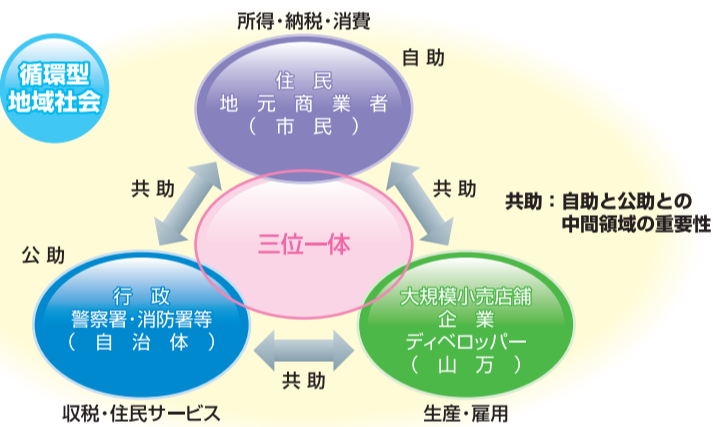 所得・納税・消費
循環型
地域社会
自助
住民
地元商業者
（市民）
共助
共助
共助：自助と公助との
中間領域の重要性
三位一体
公助
行政
警察署・消防署等
（自治体）
大規模小売店舗
企業
ディベロッパー
（山万）
共助
収税・住民サービス
生産・雇用